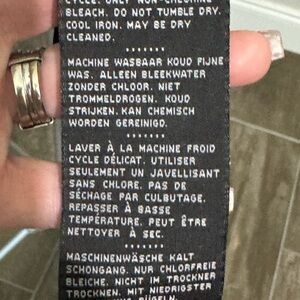 CYCLE. ONLY NON-CHLORINE
BLEACH. DO NOT TUMBLE DRY.
COOL IRON. MAY BE DRY
CLEANED.
MACHINE WASBAAR KOUD FIJNE
WAS. ALLEEN BLEEKWATER
ZONDER CHLOOR. NIET
TROMMELDROGEN. KOUD
STRIJKEN. KAN CHEMISCH
WORDEN GEREINIGD.
LAVER À LA MACHINE FROID
CYCLE DÉLICAT. UTILISER
SEULEMENT UN JAVELLISANT
SANS CHLORE. PAS DE
SÉCHAGE PAR CULBUTAGE.
REPASSER À BASSE
TEMPÉRATURE. PEUT ÊTRE
NETTOYER À SEC.
MASCHINENWÄSCHE KALT
SCHONGANG. NUR CHLORFREIE
BLEICHE. NICHT IM TROCKNER
TROCKNEN. MIT NIEDRIGSTER
BÜGELN.